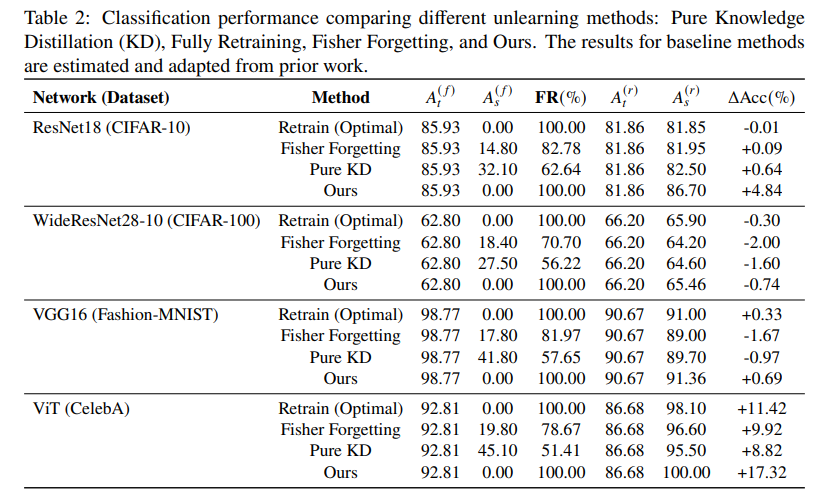 Table 2: Classification performance comparing different unlearning methods: Pure Knowledge
Distillation (KD), Fully Retraining, Fisher Forgetting, and Ours. The results for baseline methods
are estimated and adapted from prior work.
Network (Dataset) Method A_t^(f) A_s^(f) FR(%) A_t^(r) A_s^(r) ΔAcc(%)
ResNet18 (CIFAR-10) Retrain (Optimal) 85.93 0.00 100.00 81.86 81.85 -0.01
Fisher Forgetting 85.93 14.80 82.78 81.86 81.95 +0.09
Pure KD 85.93 32.10 62.64 81.86 82.50 +0.64
Ours 85.93 0.00 100.00 81.86 86.70 +4.84
WideResNet28-10 (CIFAR-100) Retrain (Optimal) 62.80 0.00 100.00 66.20 65.90 -0.30
Fisher Forgetting 62.80 18.40 70.70 66.20 64.20 -2.00
Pure KD 62.80 27.50 56.22 66.20 64.60 -1.60
Ours 62.80 0.00 100.00 66.20 65.46 -0.74
VGG16 (Fashion-MNIST) Retrain (Optimal) 98.77 0.00 100.00 90.67 91.00 +0.33
Fisher Forgetting 98.77 17.80 81.97 90.67 89.00 -1.67
Pure KD 98.77 41.80 57.65 90.67 89.70 -0.97
Ours 98.77 0.00 100.00 90.67 91.36 +0.69
ViT (CelebA) Retrain (Optimal) 92.81 0.00 100.00 86.68 98.10 +11.42
Fisher Forgetting 92.81 19.80 78.67 86.68 96.60 +9.92
Pure KD 92.81 45.10 51.41 86.68 95.50 +8.82
Ours 92.81 0.00 100.00 86.68 100.00 +17.32